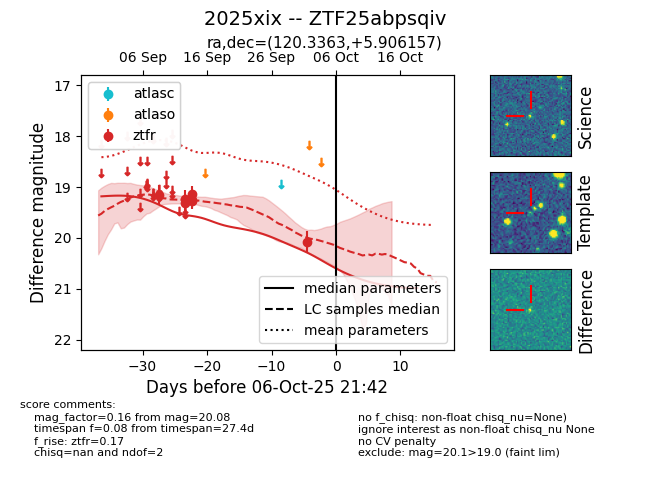 2025xix -- ZTF25abpsqiv
ra,dec=(120.3363,+5.906157)
06 Sep 16 Sep 26 Sep 06 Oct 16 Oct
atlasc
atlaso
ztfr
17
18
19
20
21
22
Difference magnitude
median parameters
LC samples median
mean parameters
−30 −20 −10 0 10
Days before 06-Oct-25 21:42
Science
Template
Difference
score comments:
mag_factor=0.16 from mag=20.08
timespan f=0.08 from timespan=27.4d
f_rise: ztfr=0.17
chisq=nan and ndof=2
no f_chisq: non-float chisq_nu=None)
ignore interest as non-float chisq_nu None
no CV penalty
exclude: mag=20.1>19.0 (faint lim)